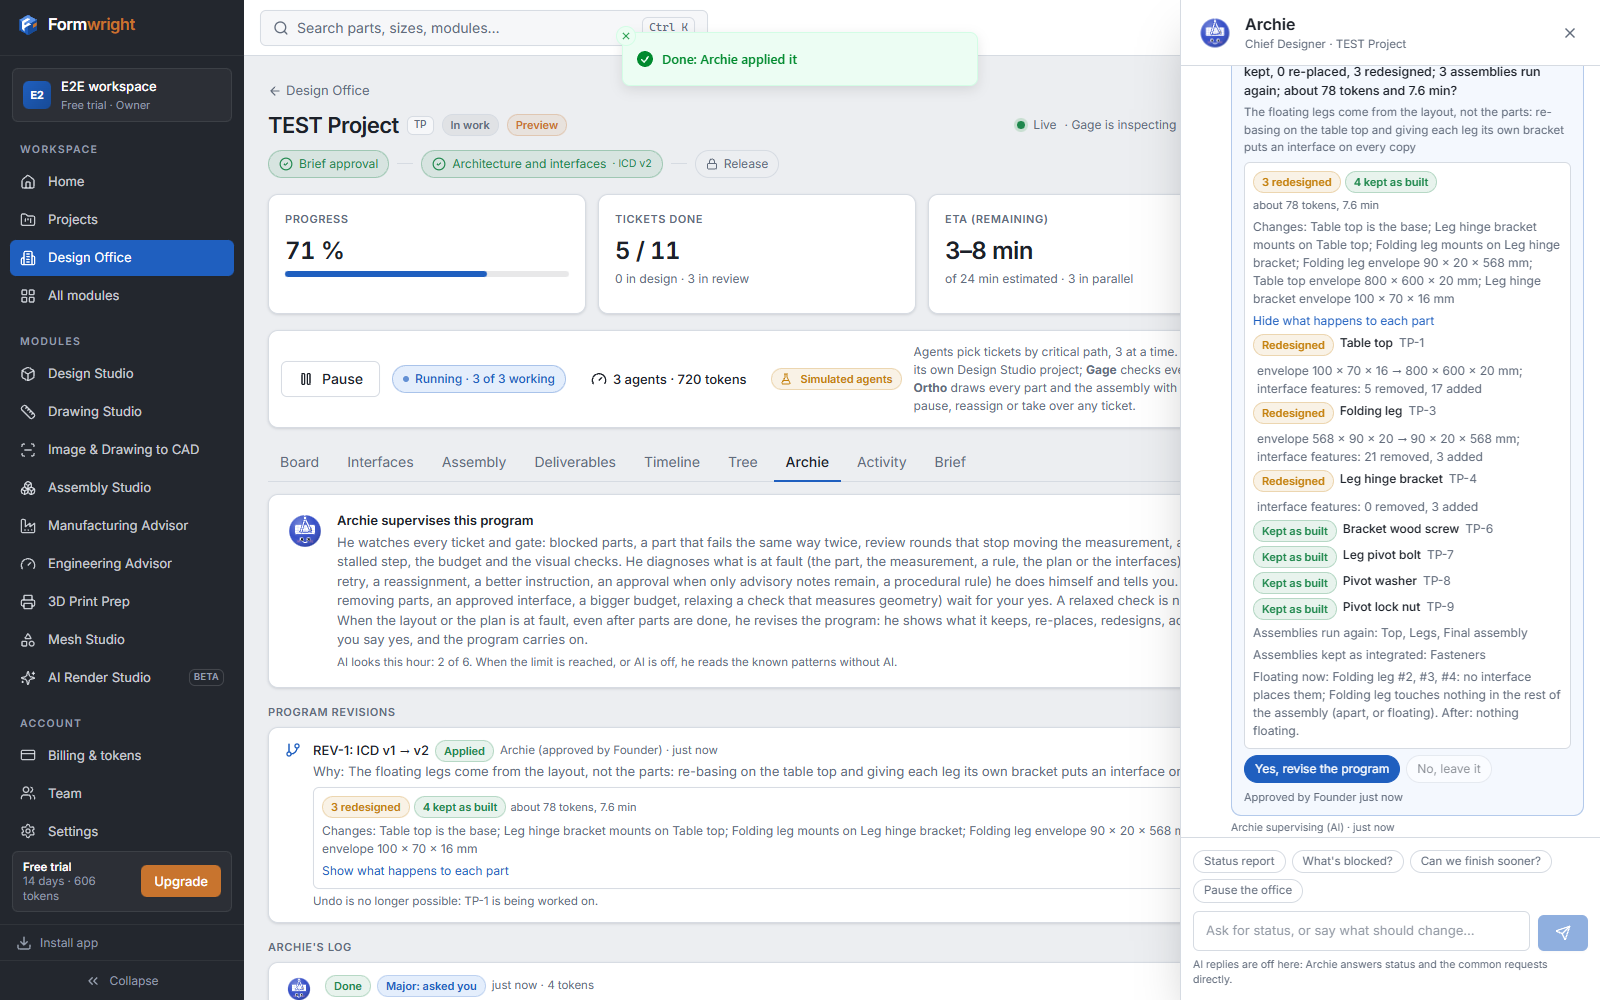 Formwright
E2
E2E workspace
Free trial · Owner
WORKSPACE
Home
Projects
Design Office
All modules
MODULES
Design Studio
Drawing Studio
Image & Drawing to CAD
Assembly Studio
Manufacturing Advisor
Engineering Advisor
3D Print Prep
Mesh Studio
AI Render Studio BETA
ACCOUNT
Billing & tokens
Team
Settings
Free trial
14 days · 606
tokens
Upgrade
Install app
Collapse
Search parts, sizes, modules... Ctrl K
Done: Archie applied it
Design Office
TEST Project TP In work Preview
Live · Gage is inspecting
Brief approval
Architecture and interfaces · ICD v2
Release
PROGRESS
71 %
TICKETS DONE
5 / 11
0 in design · 3 in review
ETA (REMAINING)
3–8 min
of 24 min estimated · 3 in parallel
Pause
Running · 3 of 3 working
3 agents · 720 tokens
Simulated agents
Agents pick tickets by critical path, 3 at a time.
its own Design Studio project; Gage checks eve
Ortho draws every part and the assembly with
pause, reassign or take over any ticket.
Board Interfaces Assembly Deliverables Timeline Tree Archie Activity Brief
Archie supervises this program
He watches every ticket and gate: blocked parts, a part that fails the same way twice, review rounds that stop moving the measurement, a
stalled step, the budget and the visual checks. He diagnoses what is at fault (the part, the measurement, a rule, the plan or the interfaces)
retry, a reassignment, a better instruction, an approval when only advisory notes remain, a procedural rule) he does himself and tells you.
removing parts, an approved interface, a bigger budget, relaxing a check that measures geometry) wait for your yes. A relaxed check is n
When the layout or the plan is at fault, even after parts are done, he revises the program: he shows what it keeps, re-places, redesigns, ad
you say yes, and the program carries on.
AI looks this hour: 2 of 6. When the limit is reached, or AI is off, he reads the known patterns without AI.
PROGRAM REVISIONS
REV-1: ICD v1 → v2 Applied Archie (approved by Founder) · just now
Why: The floating legs come from the layout, not the parts: re-basing on the table top and giving each leg its own bracket puts an interface or
3 redesigned 4 kept as built about 78 tokens, 7.6 min
Changes: Table top is the base; Leg hinge bracket mounts on Table top; Folding leg mounts on Leg hinge bracket; Folding leg envelope 90 × 20 × 568 m
envelope 100 × 70 × 16 mm
Show what happens to each part
Undo is no longer possible: TP-1 is being worked on.
ARCHIE'S LOG
Done Major: asked you just now · 4 tokens
Archie
Chief Designer · TEST Project
kept, 0 re-placed, 3 redesigned; 3 assemblies run
again; about 78 tokens and 7.6 min?
The floating legs come from the layout, not the parts: re-
basing on the table top and giving each leg its own bracket
puts an interface on every copy
3 redesigned 4 kept as built
about 78 tokens, 7.6 min
Changes: Table top is the base; Leg hinge bracket
mounts on Table top; Folding leg mounts on Leg hinge
bracket; Folding leg envelope 90 × 20 × 568 mm;
Table top envelope 800 × 600 × 20 mm; Leg hinge
bracket envelope 100 × 70 × 16 mm
Hide what happens to each part
Redesigned Table top TP-1
envelope 100 × 70 × 16 → 800 × 600 × 20 mm;
interface features: 5 removed, 17 added
Redesigned Folding leg TP-3
envelope 568 × 90 × 20 → 90 × 20 × 568 mm;
interface features: 21 removed, 3 added
Redesigned Leg hinge bracket TP-4
interface features: 0 removed, 3 added
Kept as built Bracket wood screw TP-6
Kept as built Leg pivot bolt TP-7
Kept as built Pivot washer TP-8
Kept as built Pivot lock nut TP-9
Assemblies run again: Top, Legs, Final assembly
Assemblies kept as integrated: Fasteners
Floating now: Folding leg #2, #3, #4: no interface
places them; Folding leg touches nothing in the rest of
the assembly (apart, or floating). After: nothing
floating.
Yes, revise the program No, leave it
Approved by Founder just now
Archie supervising (AI) · just now
Status report What's blocked? Can we finish sooner?
Pause the office
Ask for status, or say what should change...
AI replies are off here: Archie answers status and the common requests
directly.